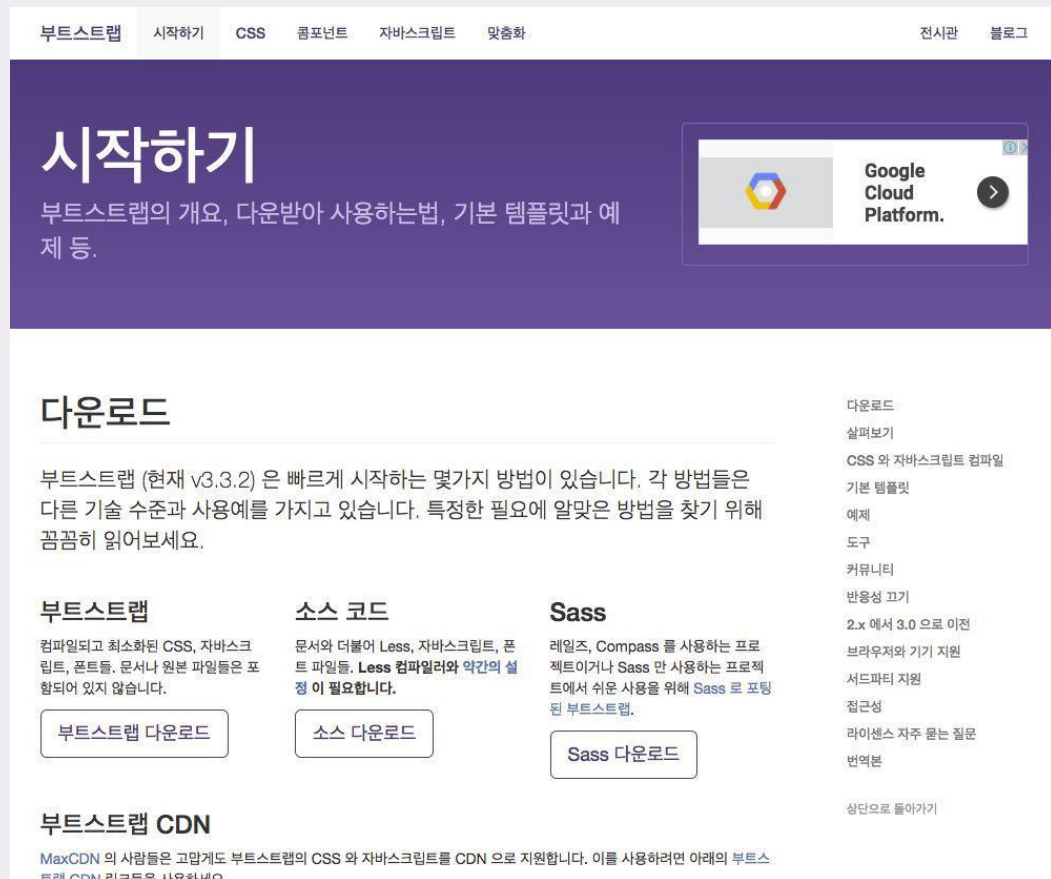 부트스트랩 시작하기 CSS 콤포넌트 자바스크립트 맞춤화 전시관 블로그
시작하기
부트스트랩의 개요, 다운받아 사용하는법, 기본 템플릿과 예
제 등.
Google
Cloud
Platform.
다운로드
부트스트랩 (현재 v3.3.2) 은 빠르게 시작하는 몇가지 방법이 있습니다. 각 방법들은
다른 기술 수준과 사용예를 가지고 있습니다. 특정한 필요에 알맞은 방법을 찾기 위해
꼼꼼히 읽어보세요.
부트스트랩
컴파일되고 최소화된 CSS, 자바스크
립트, 폰트들. 문서나 원본 파일들은 포
함되어 있지 않습니다.
부트스트랩 다운로드
소스 코드
문서와 더불어 Less, 자바스크립트, 폰
트 파일들. Less 컴파일러와 약간의 설
정 이 필요합니다.
소스 다운로드
Sass
레일즈, Compass 를 사용하는 프로
젝트이거나 Sass 만 사용하는 프로젝
트에서 쉬운 사용을 위해 Sass 로 포팅
된 부트스트랩.
Sass 다운로드
부트스트랩 CDN
MaxCDN 의 사람들은 고맙게도 부트스트랩의 CSS 와 자바스크립트를 CDN 으로 지원합니다. 이를 사용하려면 아래의 부트스
트랩 CDN 링크들을 사용하세요.
다운로드
살펴보기
CSS 와 자바스크립트 컴파일
기본 템플릿
예제
도구
커뮤니티
반응성 끄기
2.x 에서 3.0 으로 이전
브라우저와 기기 지원
서드파티 지원
접근성
라이센스 자주 묻는 질문
번역본
상단으로 돌아가기